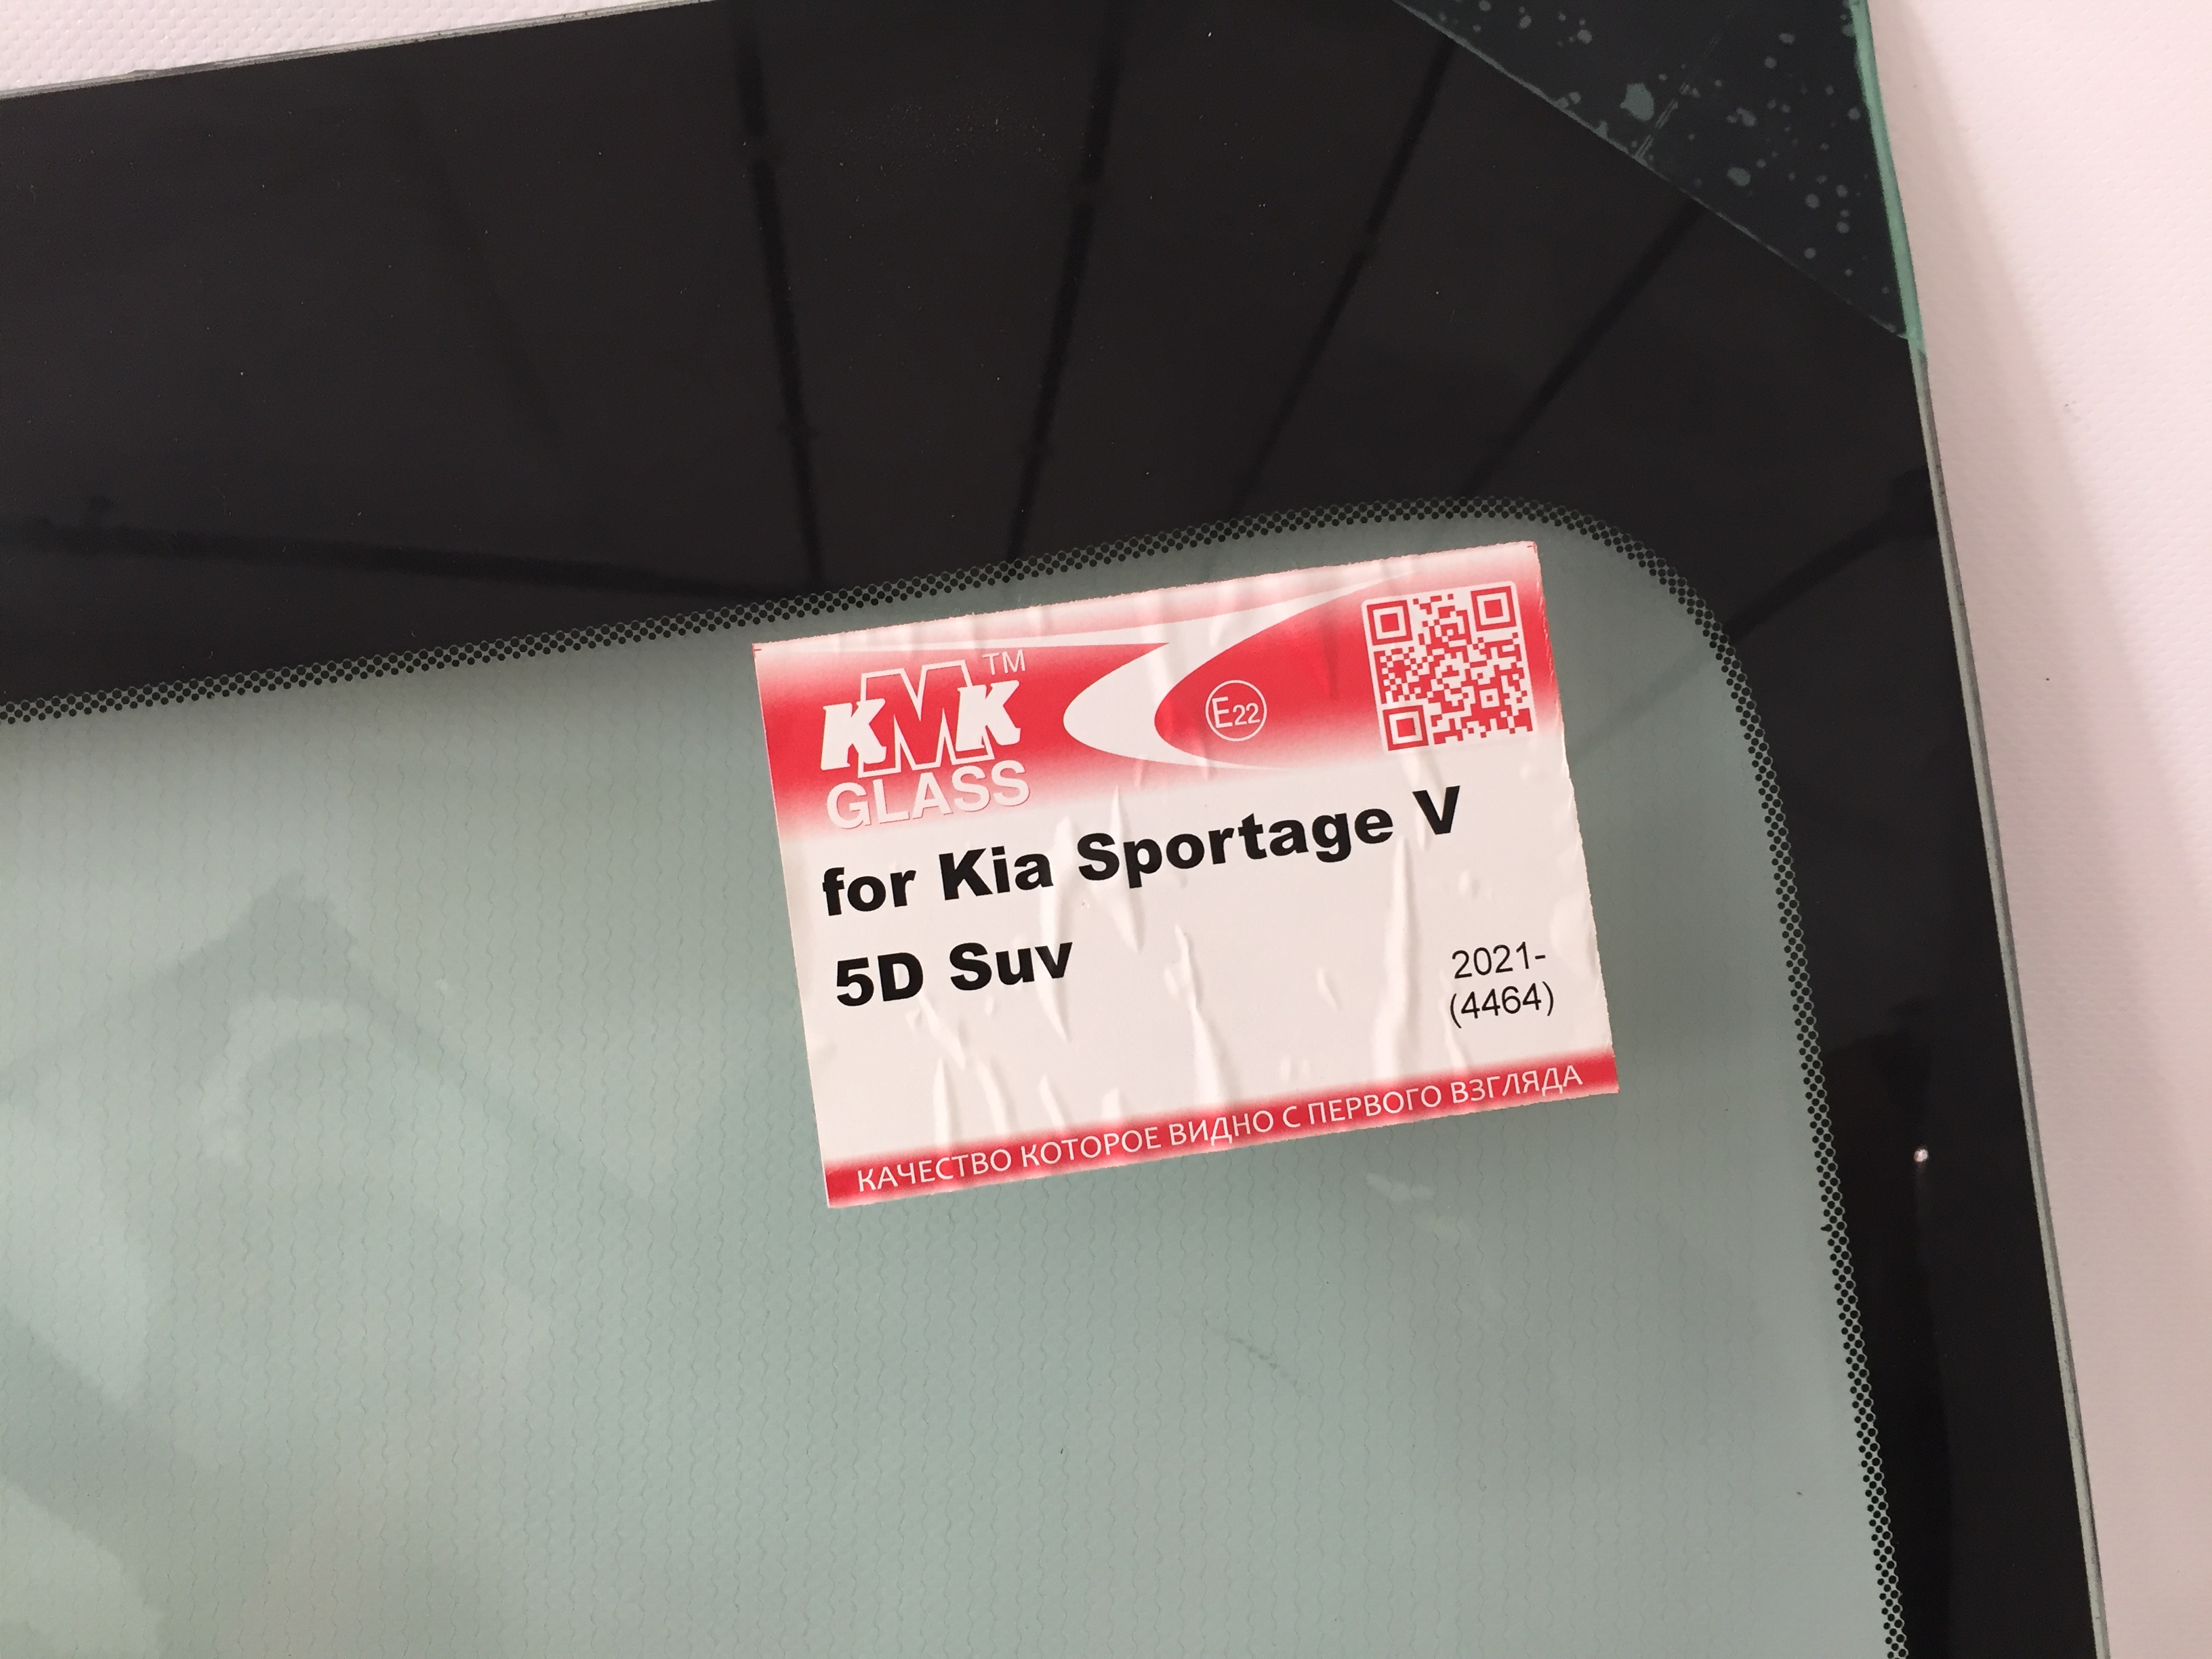 KMK™
GLASS
E22
for Kia Sportage V
5D Suv
2021-
(4464)
КАЧЕСТВО КОТОРОЕ ВИДНО С ПЕРВОГО ВЗГЛЯДА